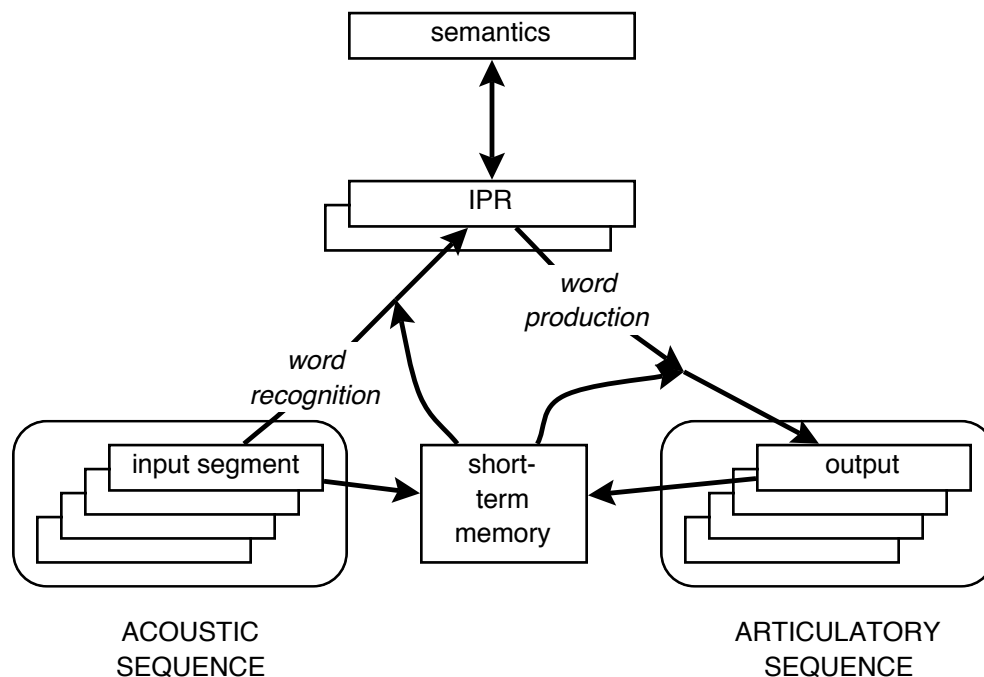 semantics
IPR
word
production
word
recognition
input segment
short-
term
memory
output
ACOUSTIC
SEQUENCE
ARTICULATORY
SEQUENCE